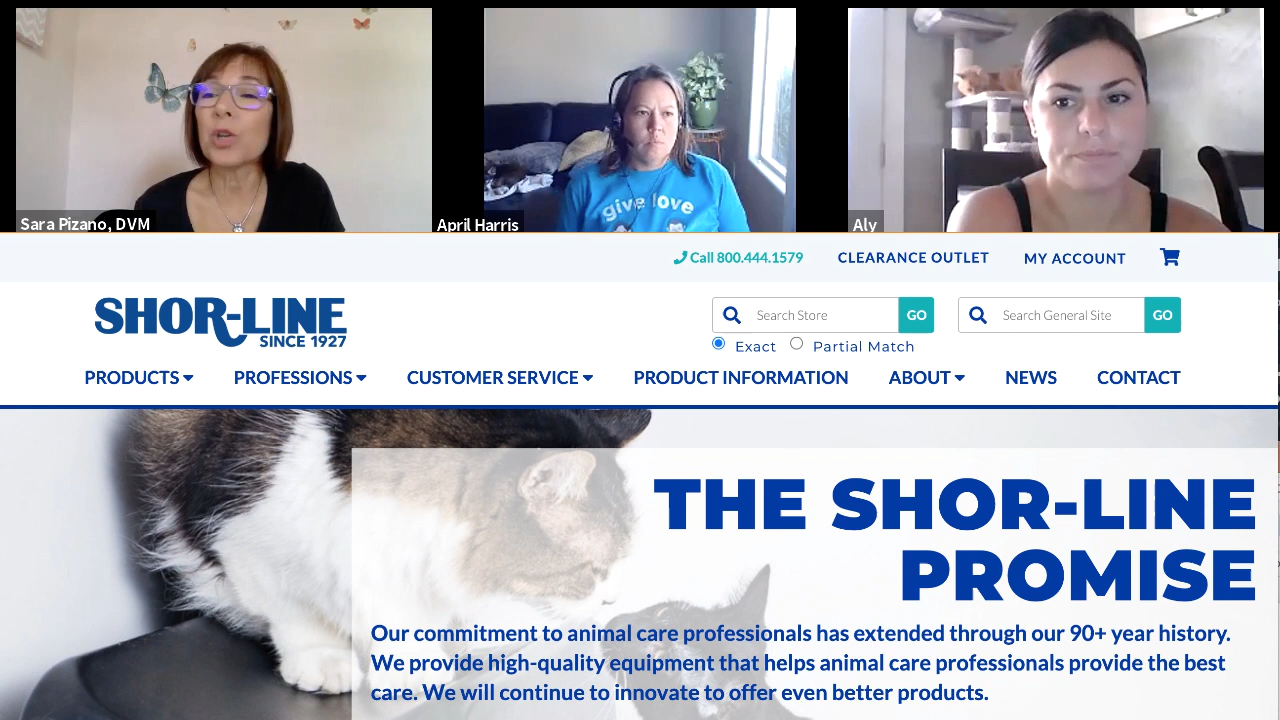 Sara Pizano, DVM
April Harris
Aly
give love
Call 800.444.1579
CLEARANCE OUTLET
MY ACCOUNT
SHOR-LINE
SINCE 1927
Search Store
GO
Search General Site
GO
Exact
Partial Match
PRODUCTS
PROFESSIONS
CUSTOMER SERVICE
PRODUCT INFORMATION
ABOUT
NEWS
CONTACT
THE SHOR-LINE
PROMISE
Our commitment to animal care professionals has extended through our 90+ year history.
We provide high-quality equipment that helps animal care professionals provide the best
care. We will continue to innovate to offer even better products.